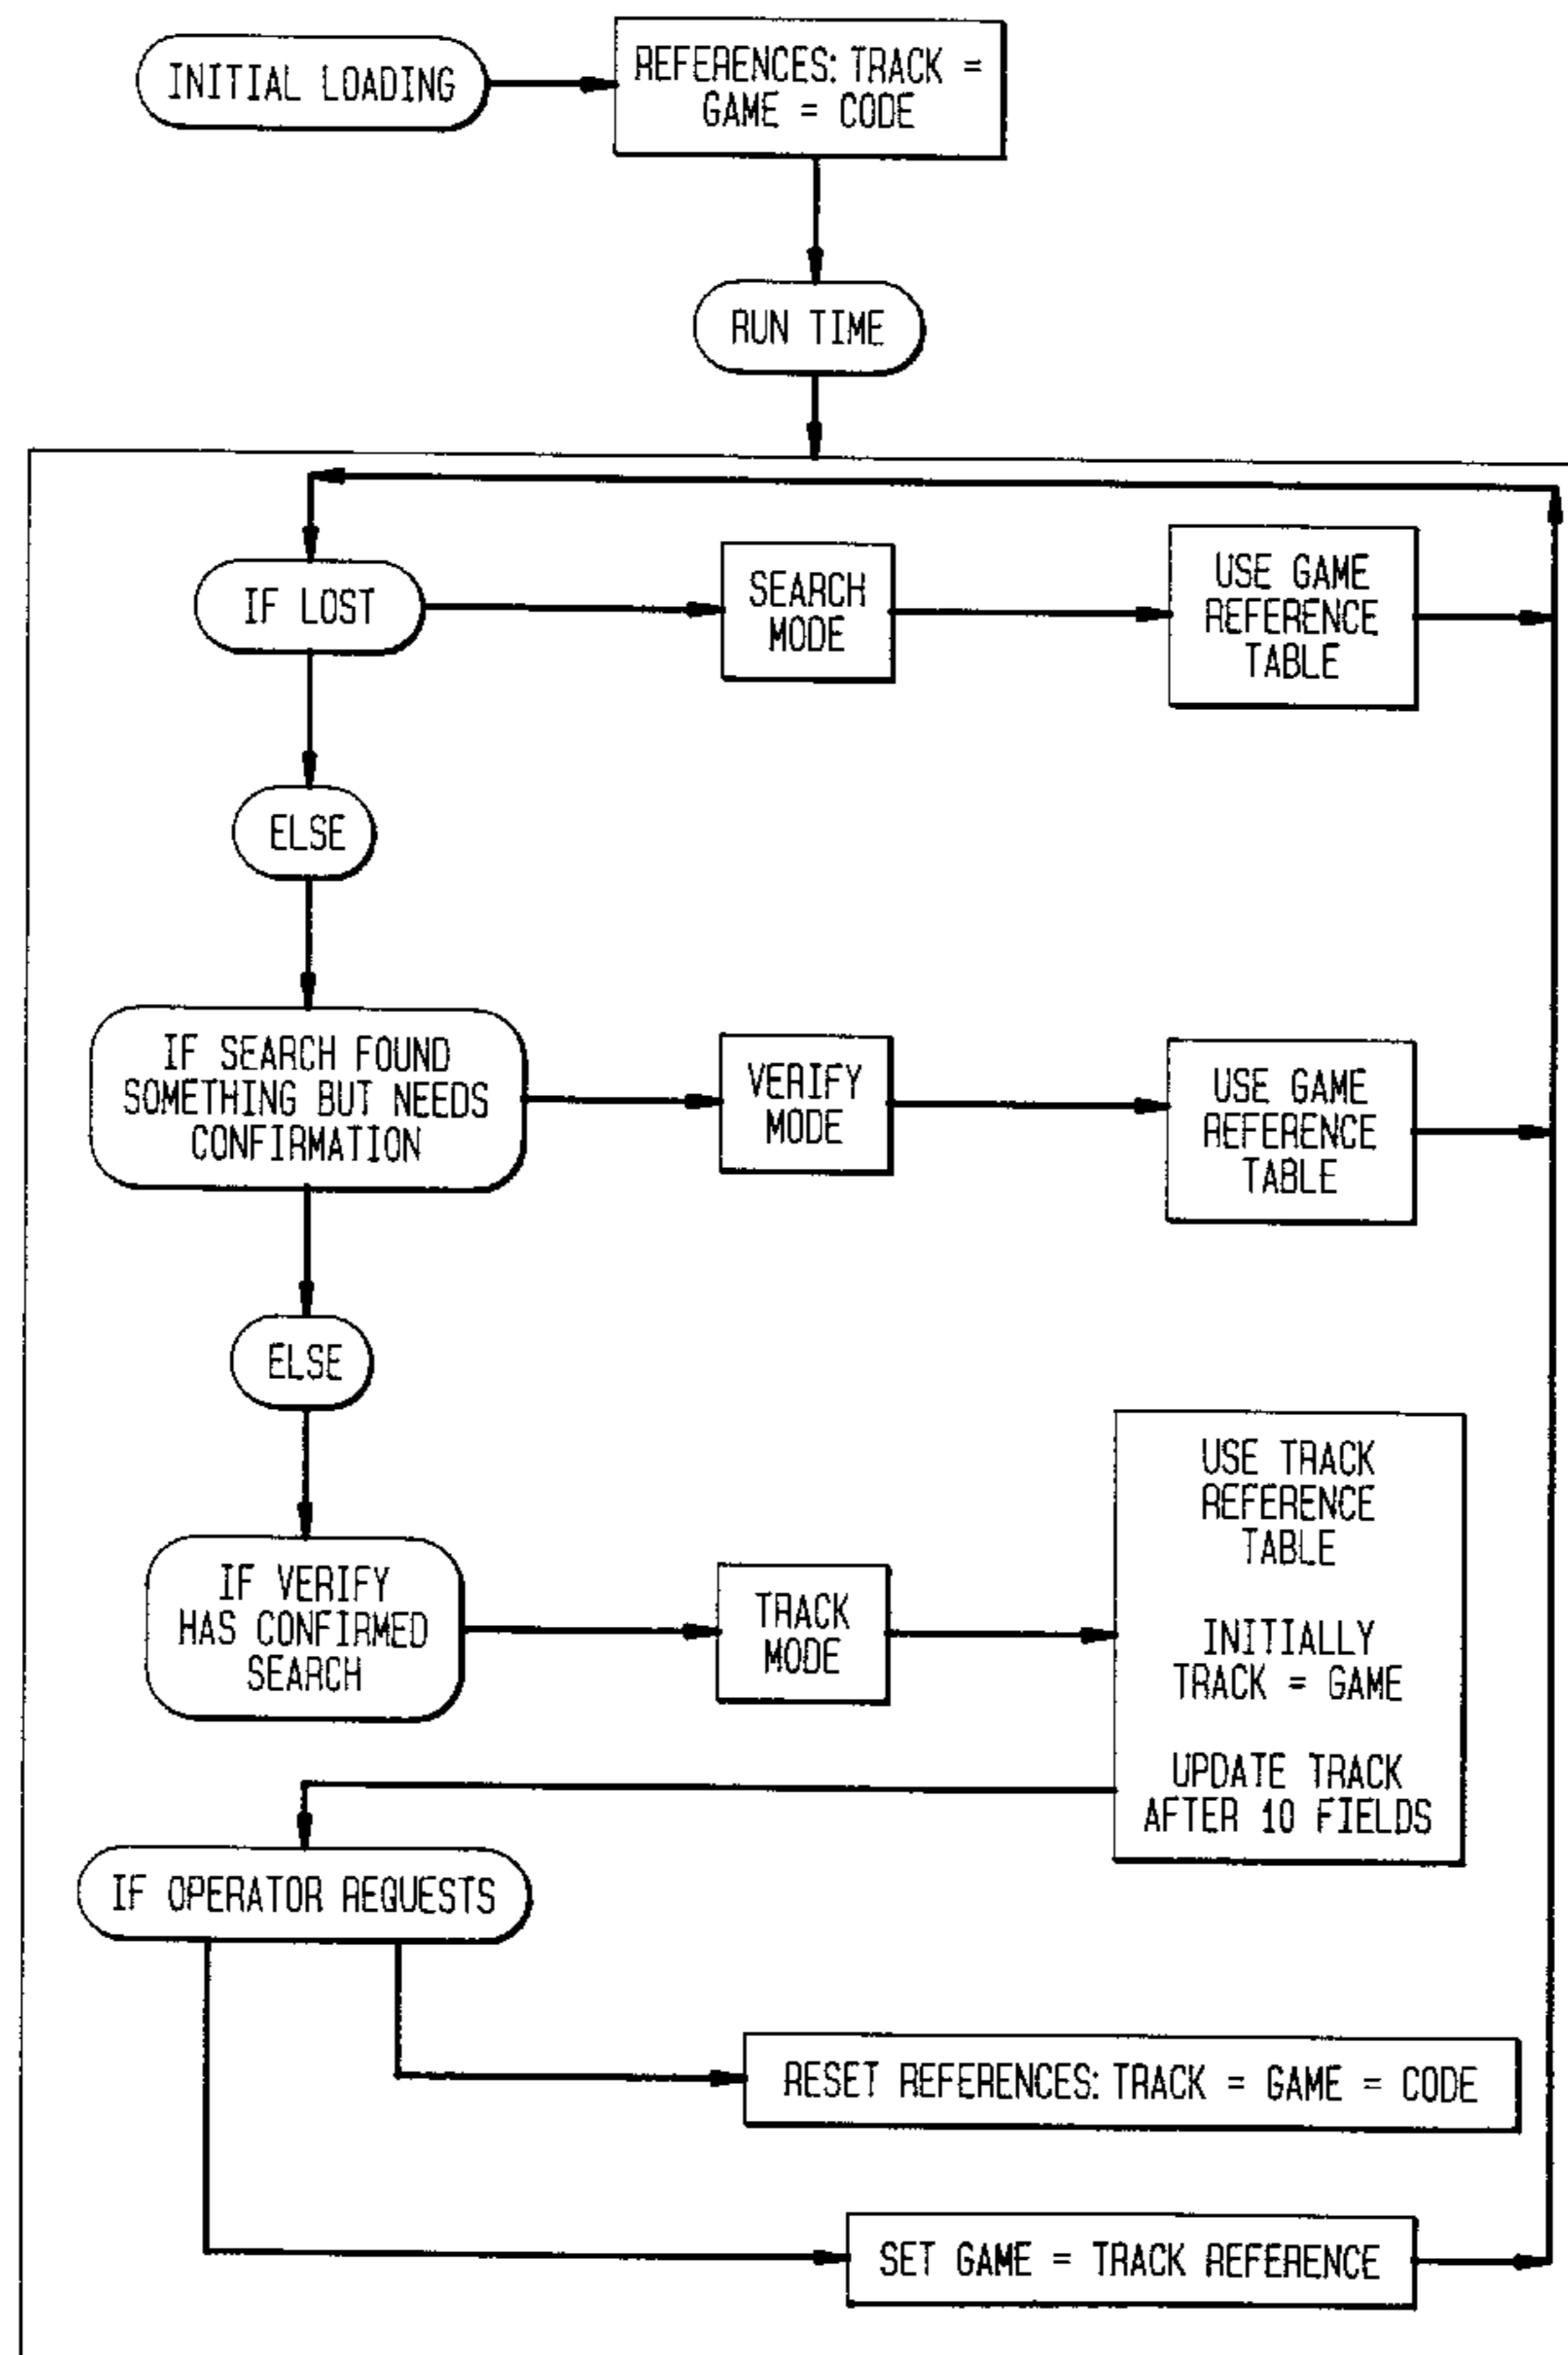 INITIAL LOADING
REFERENCES: TRACK =
GAME = CODE
RUN TIME
IF LOST
SEARCH
MODE
USE GAME
REFERENCE
TABLE
ELSE
IF SEARCH FOUND
SOMETHING BUT NEEDS
CONFIRMATION
VERIFY
MODE
USE GAME
REFERENCE
TABLE
ELSE
IF VERIFY
HAS CONFIRMED
SEARCH
TRACK
MODE
USE TRACK
REFERENCE
TABLE
INITIALLY
TRACK = GAME
UPDATE TRACK
AFTER 10 FIELDS
IF OPERATOR REQUESTS
RESET REFERENCES: TRACK = GAME = CODE
SET GAME = TRACK REFERENCE